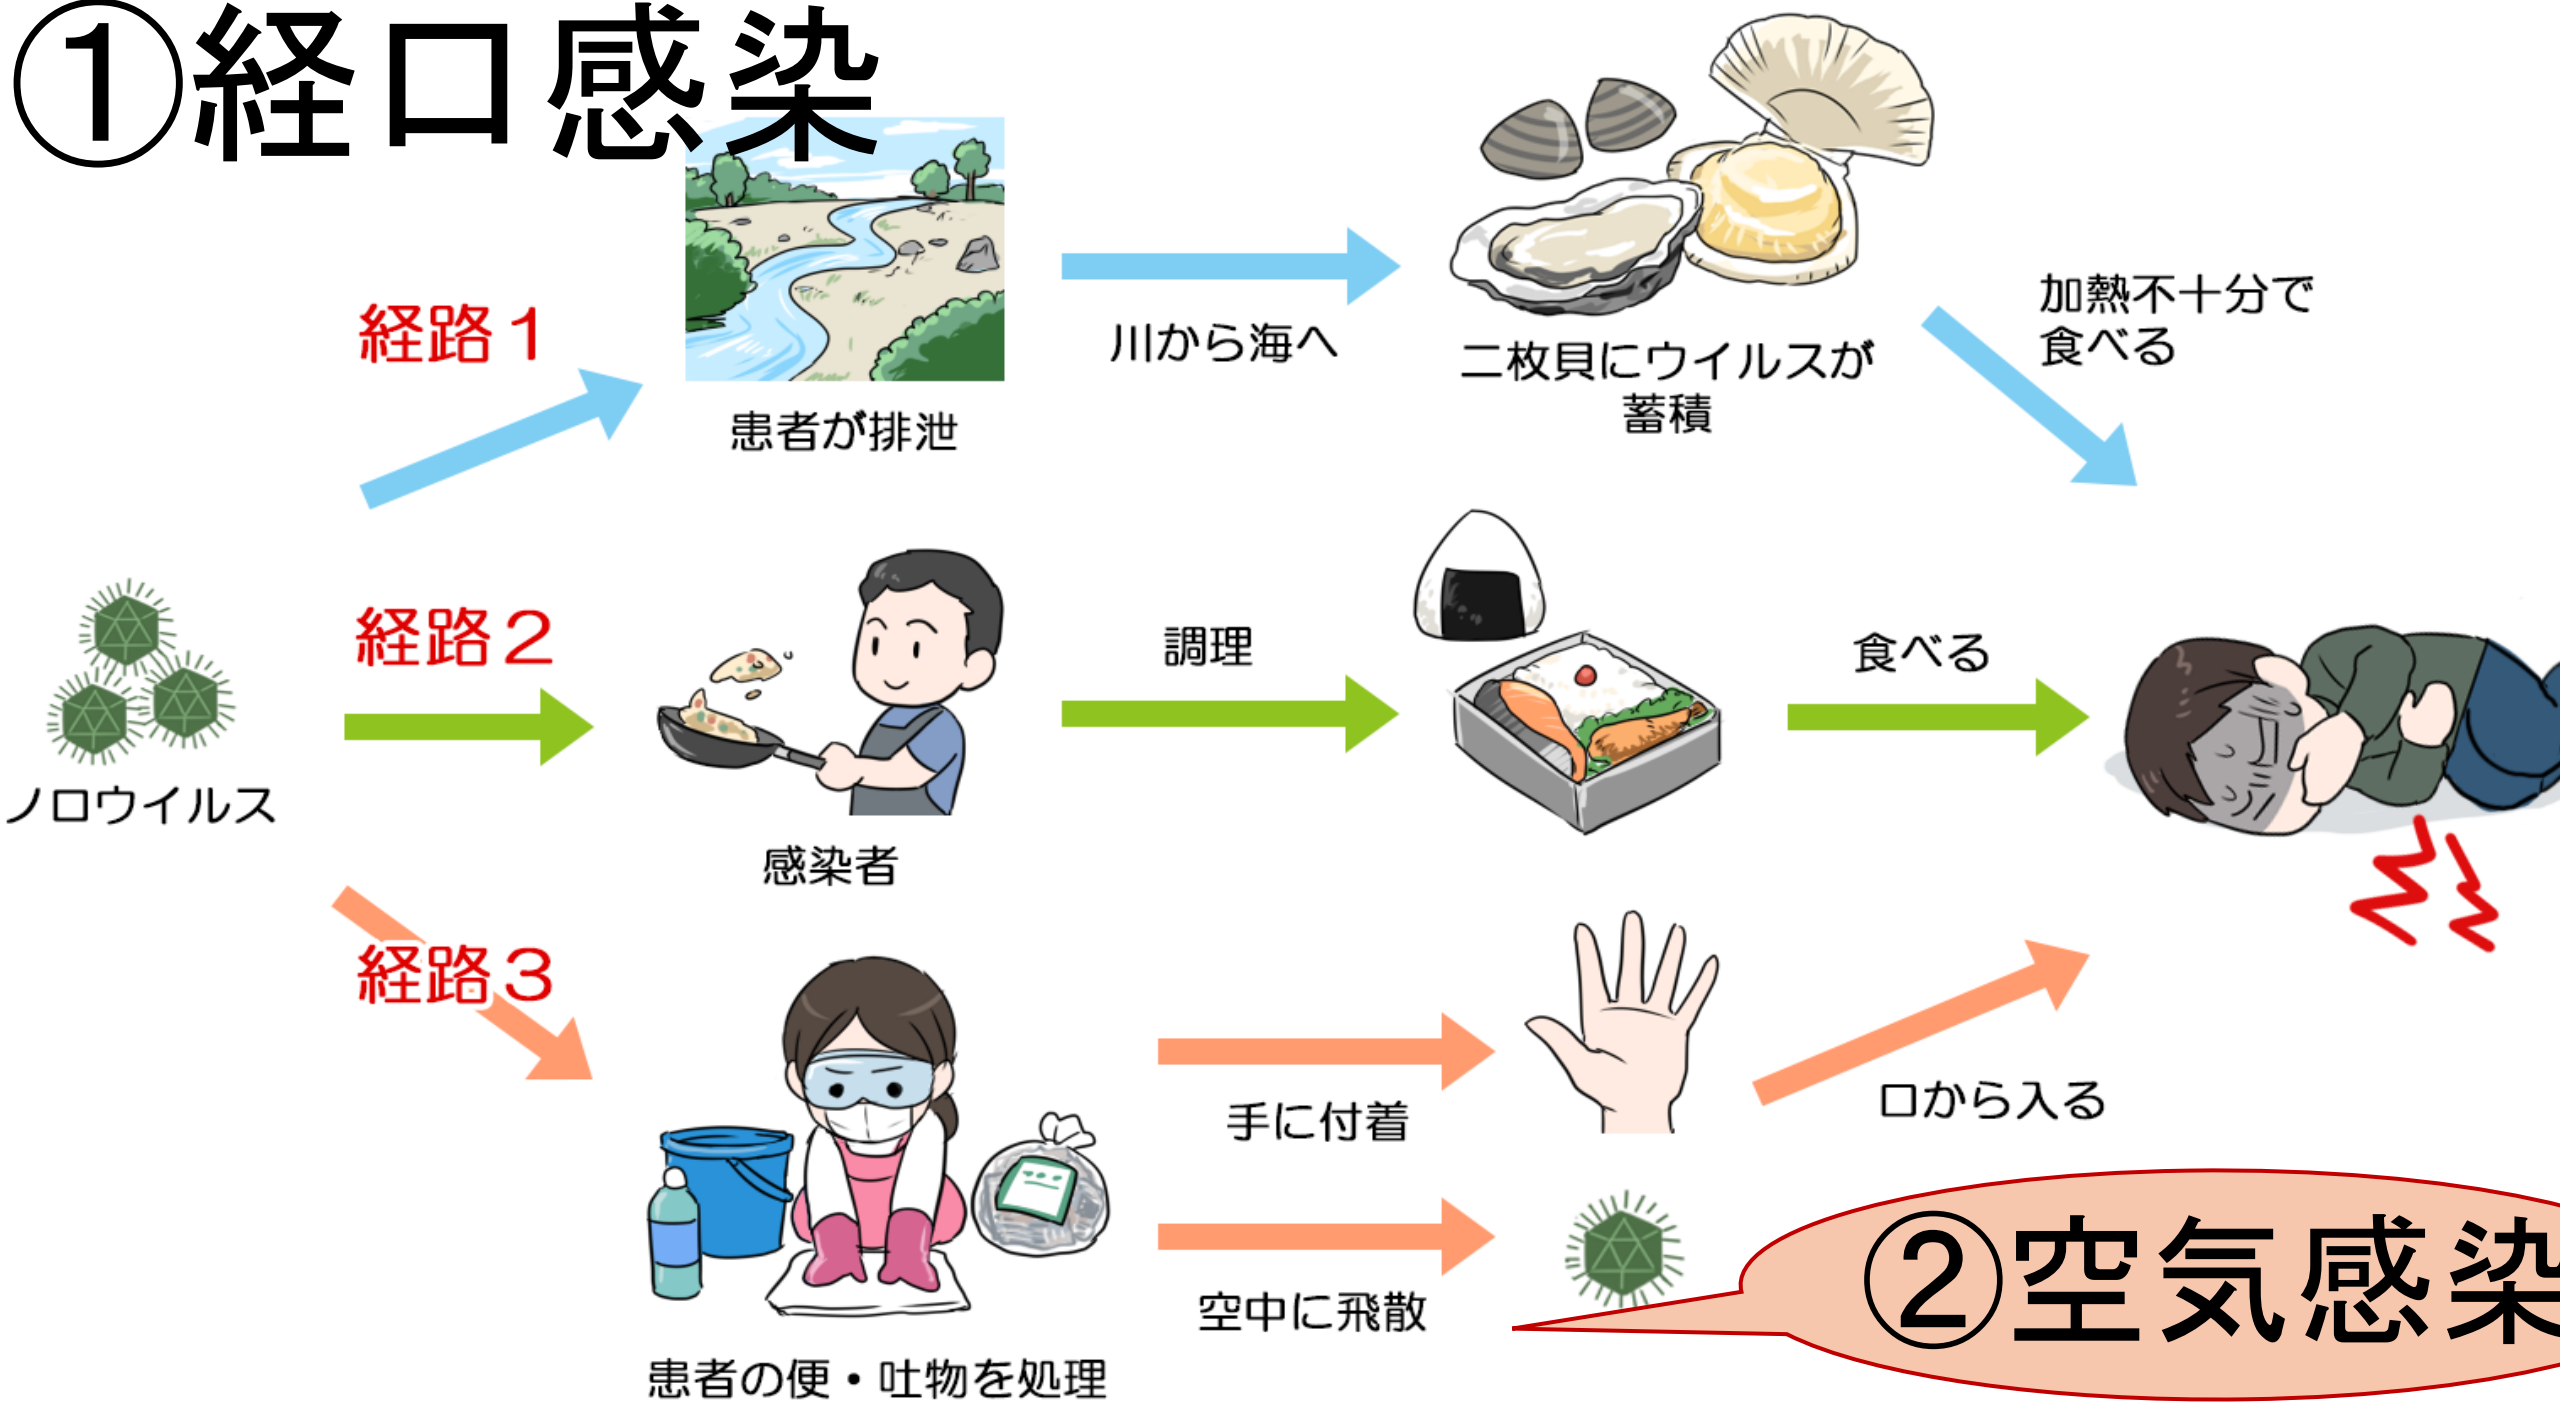 ①経口感染
経路１
患者が排泄
川から海へ
二枚貝にウイルスが
蓄積
加熱不十分で
食べる
ノロウイルス
経路２
感染者
調理
食べる
経路３
患者の便・吐物を処理
手に付着
口から入る
空中に飛散
②空気感染